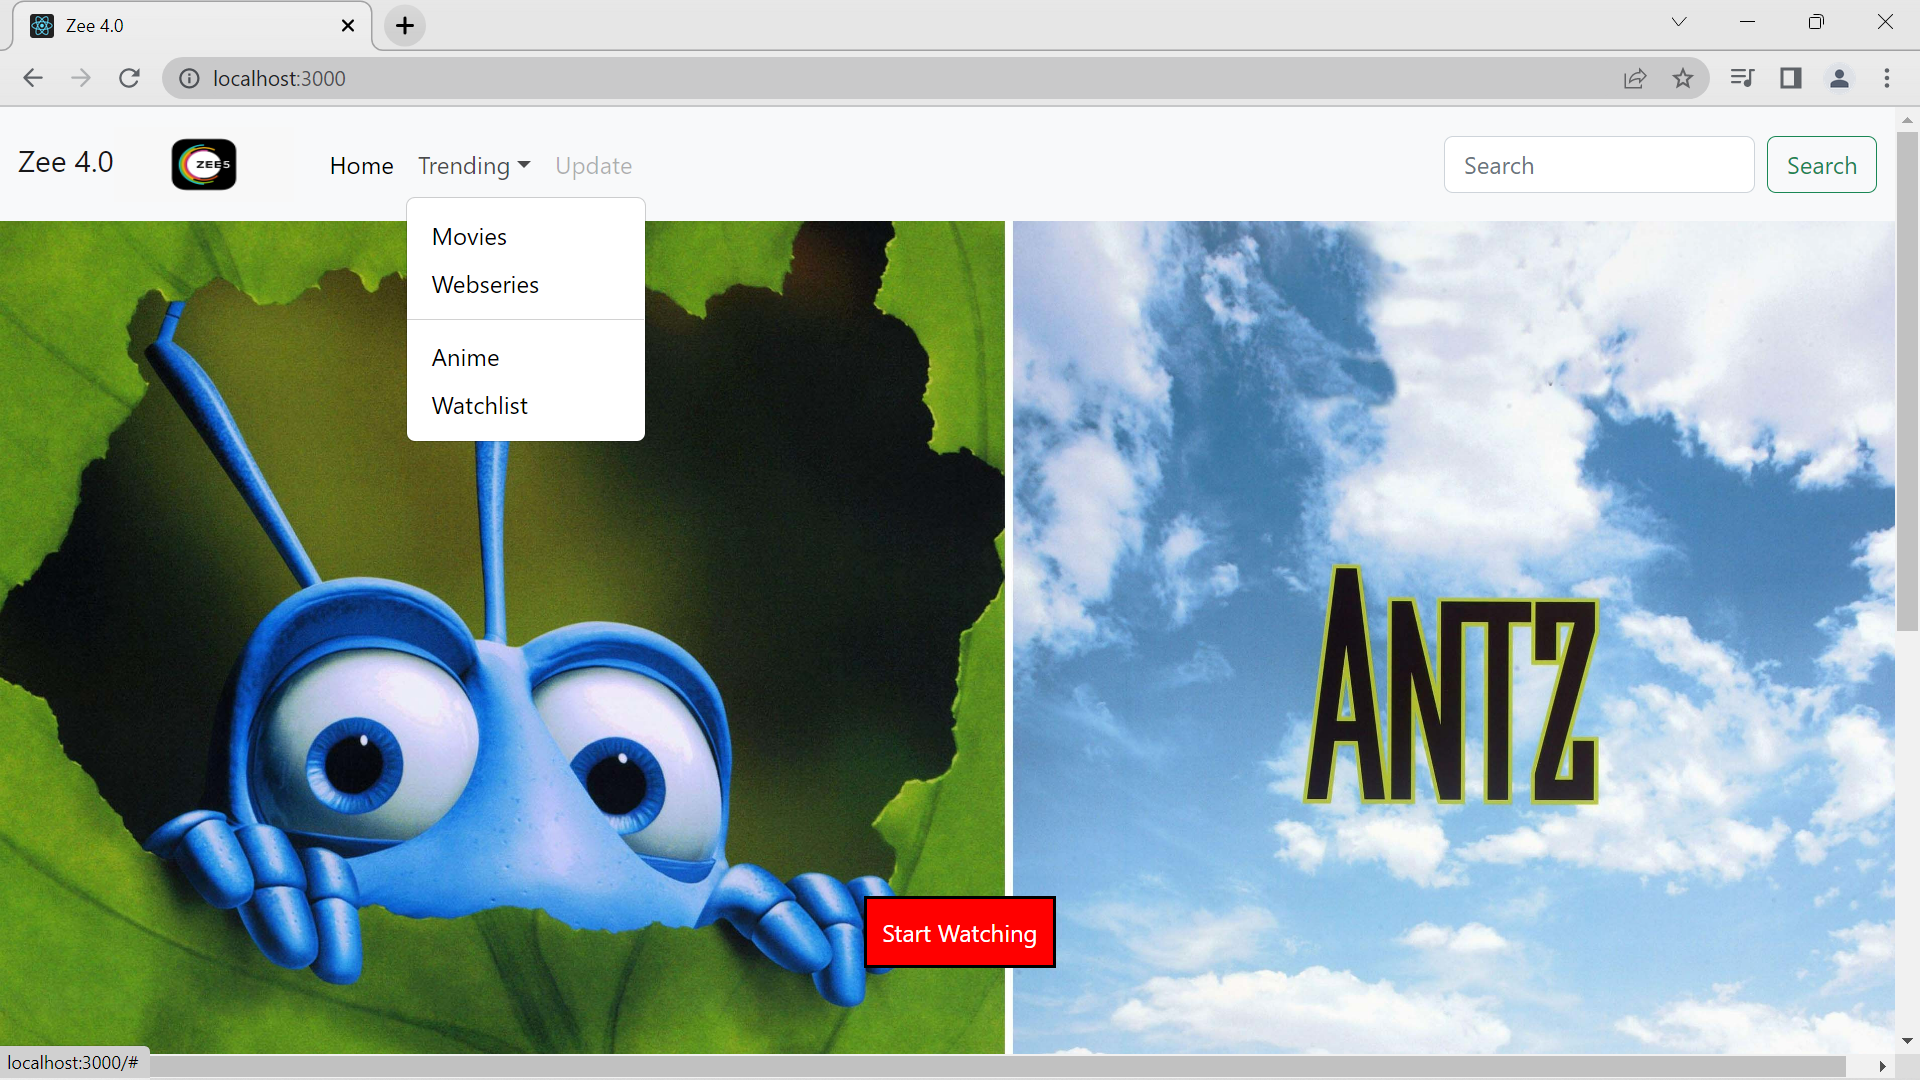 Zee 4.0
localhost:3000
Zee 4.0
ZEE5
Home
Trending
Update
Search
Search
Movies
Webseries
Anime
Watchlist
ANTZ
Start Watching
localhost:3000/#